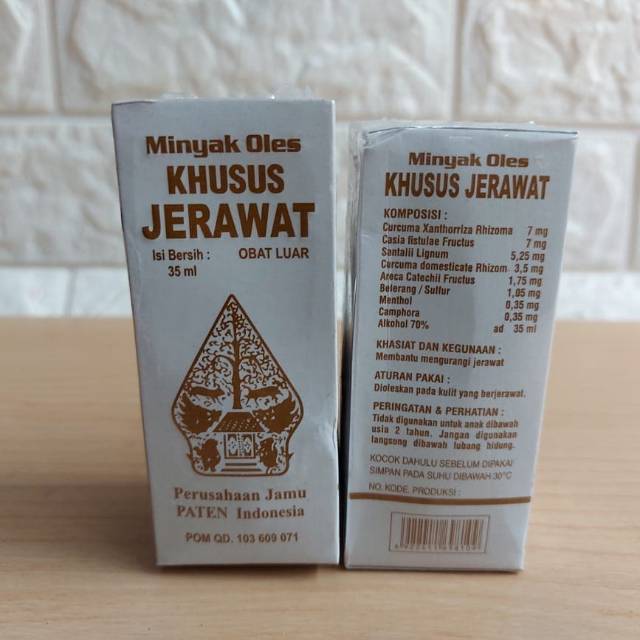 Minyak Oles
KHUSUS
JERAWAT
Isi Bersih : OBAT LUAR
35 ml
Perusahaan Jamu
PATEN Indonesia
POM QD. 103 609 071
Minyak Oles
KHUSUS JERAWAT
KOMPOSISI :
Curcuma Xanthorriza Rhizoma 7 mg
Casia fistulae Fructus 7 mg
Santalii Lignum 5,25 mg
Curcuma domesticate Rhizom 3,5 mg
Areca Catechii Fructus 1,75 mg
Belerang / Sulfur 1,05 mg
Menthol 0,35 mg
Camphora 0,35 mg
Alkohol 70% ad 35 ml
KHASIAT DAN KEGUNAAN :
Membantu mengurangi jerawat
ATURAN PAKAI :
Dioleskan pada kulit yang berjerawat.
PERINGATAN & PERHATIAN :
Tidak digunakan untuk anak dibawah
usia 2 tahun. Jangan digunakan
langsung dibawah lubang hidung.
KOCOK DAHULU SEBELUM DIPAKAI
SIMPAN PADA SUHU DIBAWAH 30°C
NO. KODE. PRODUKSI :